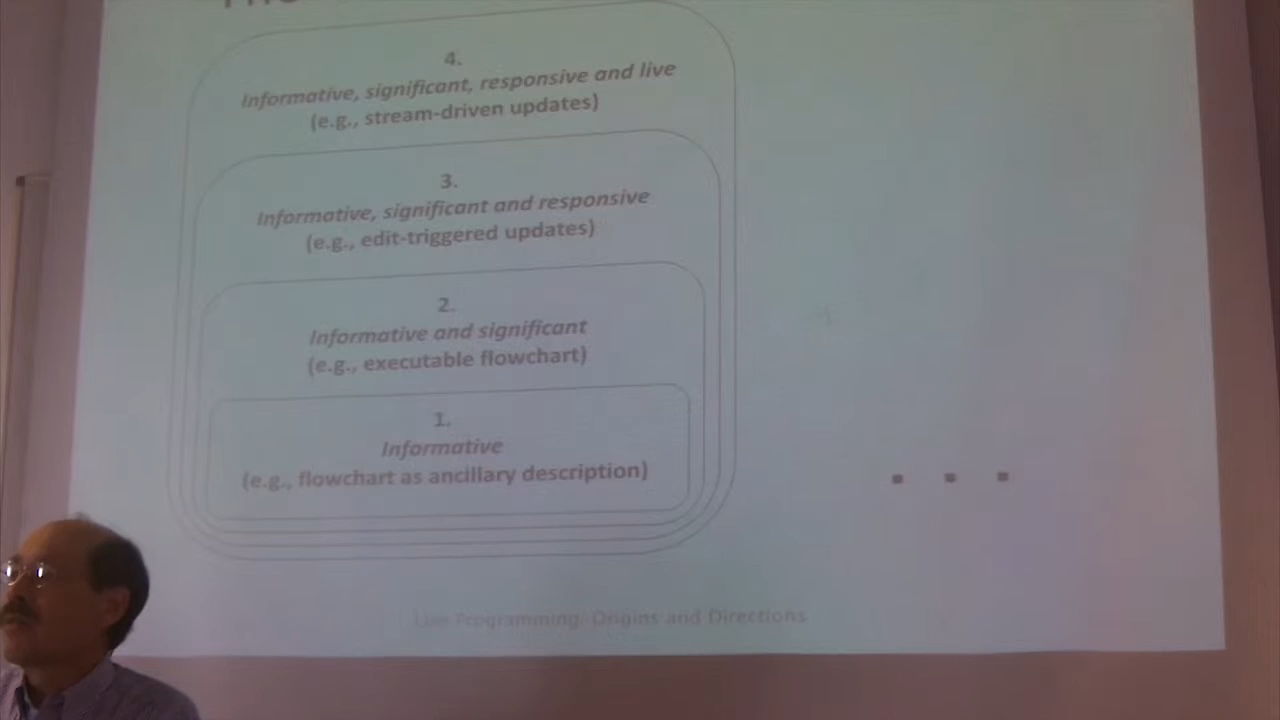 4.
Informative, significant, responsive and live
(e.g., stream-driven updates)
3.
Informative, significant and responsive
(e.g., edit-triggered updates)
2.
Informative and significant
(e.g., executable flowchart)
1.
Informative
(e.g., flowchart as ancillary description)
. . .
Live Programming: Origins and Directions